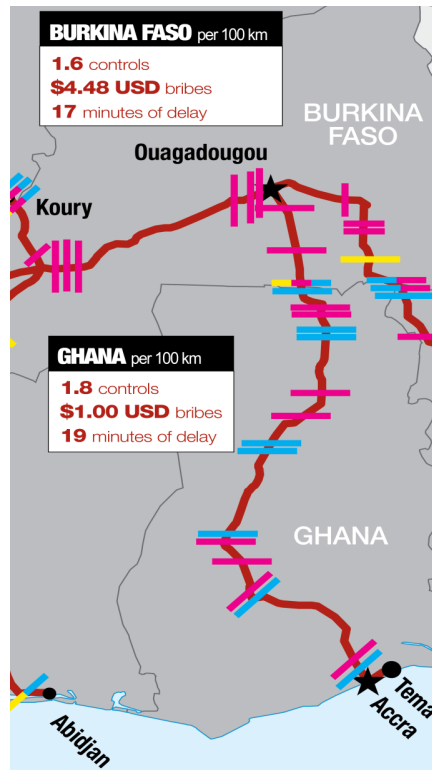 BURKINA FASO per 100 km
1.6 controls
$4.48 USD bribes
17 minutes of delay
BURKINA
FASO
Ouagadougou
Koury
GHANA per 100 km
1.8 controls
$1.00 USD bribes
19 minutes of delay
GHANA
Tema
Accra
Abidjan